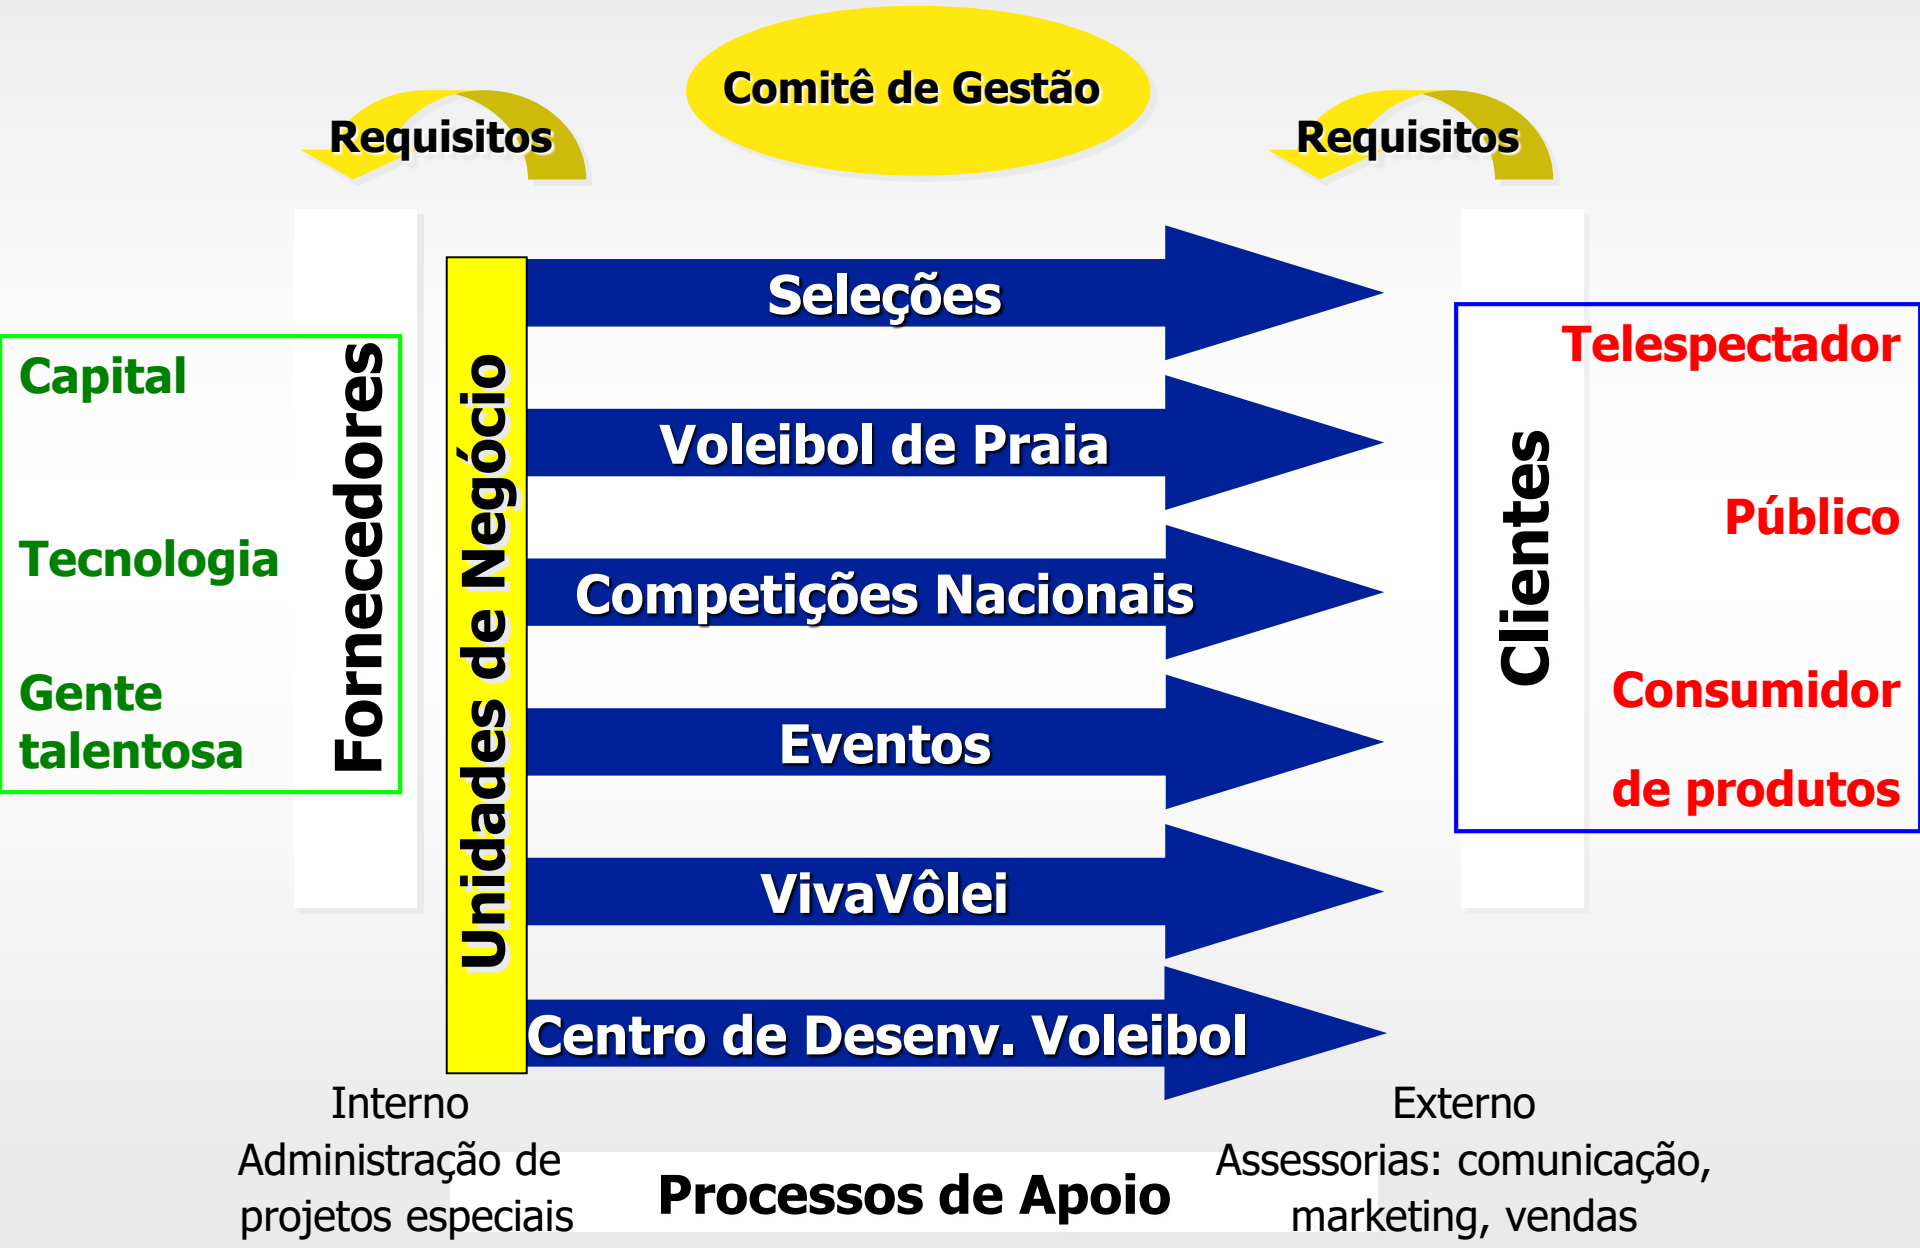 Comitê de Gestão
Requisitos
Requisitos
Fornecedores
Capital
Tecnologia
Gente
talentosa
Unidades de Negócio
Seleções
Voleibol de Praia
Competições Nacionais
Eventos
VivaVôlei
Centro de Desenv. Voleibol
Clientes
Telespectador
Público
Consumidor
de produtos
Interno
Administração de
projetos especiais
Processos de Apoio
Externo
Assessorias: comunicação,
marketing, vendas